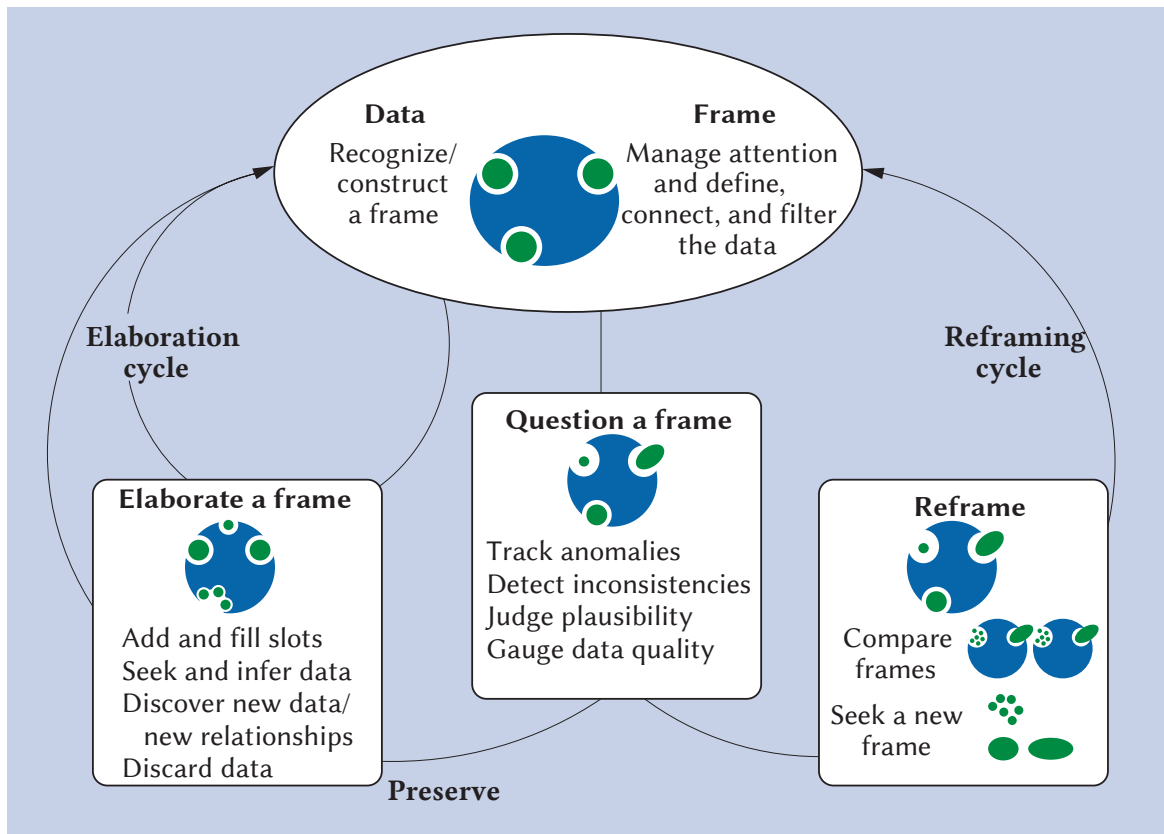 Data
Recognize/
construct
a frame
Frame
Manage attention
and define,
connect, and filter
the data
Elaboration
cycle
Reframing
cycle
Question a frame
Track anomalies
Detect inconsistencies
Judge plausibility
Gauge data quality
Elaborate a frame
Add and fill slots
Seek and infer data
Discover new data/
new relationships
Discard data
Reframe
Compare
frames
Seek a new
frame
Preserve